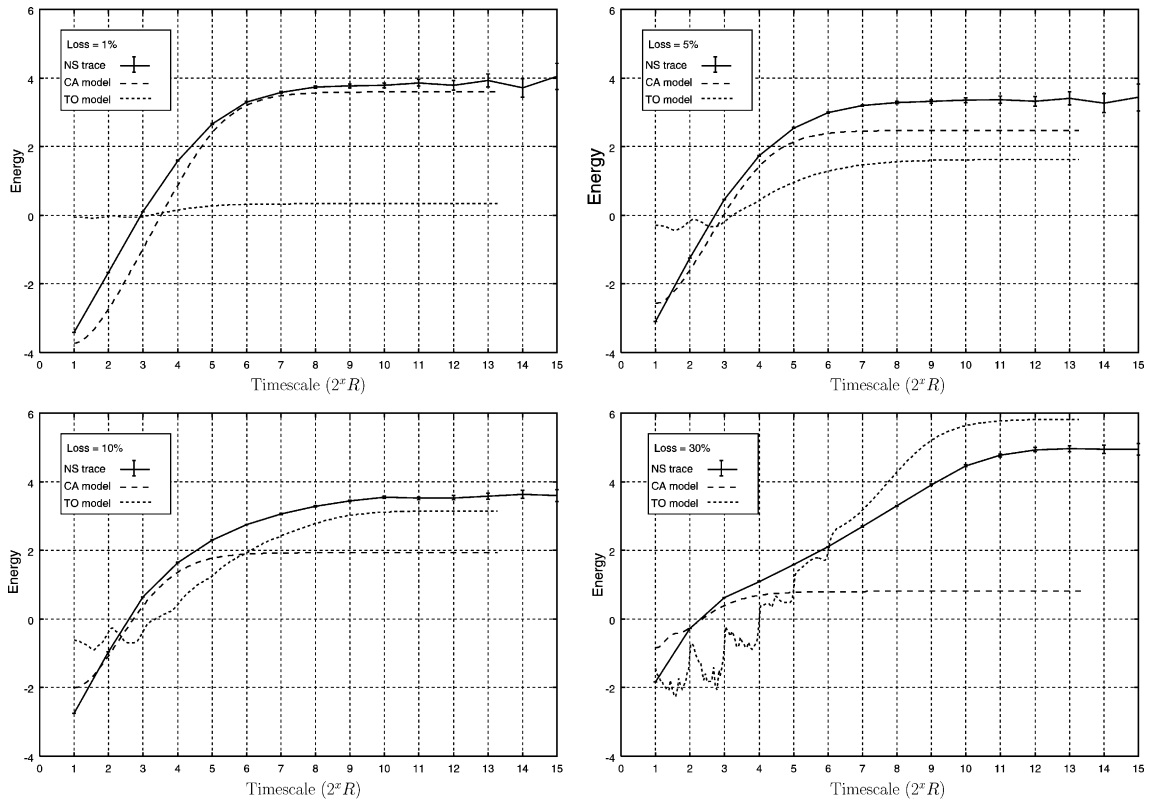 6
4
2
0
-2
-4
Energy
Loss = 1%
NS trace
CA model
TO model
0 1 2 3 4 5 6 7 8 9 10 11 12 13 14 15
Timescale (2^x R)
6
4
2
0
-2
-4
Energy
Loss = 5%
NS trace
CA model
TO model
0 1 2 3 4 5 6 7 8 9 10 11 12 13 14 15
Timescale (2^x R)
6
4
2
0
-2
-4
Energy
Loss = 10%
NS trace
CA model
TO model
0 1 2 3 4 5 6 7 8 9 10 11 12 13 14 15
Timescale (2^x R)
6
4
2
0
-2
-4
Energy
Loss = 30%
NS trace
CA model
TO model
0 1 2 3 4 5 6 7 8 9 10 11 12 13 14 15
Timescale (2^x R)